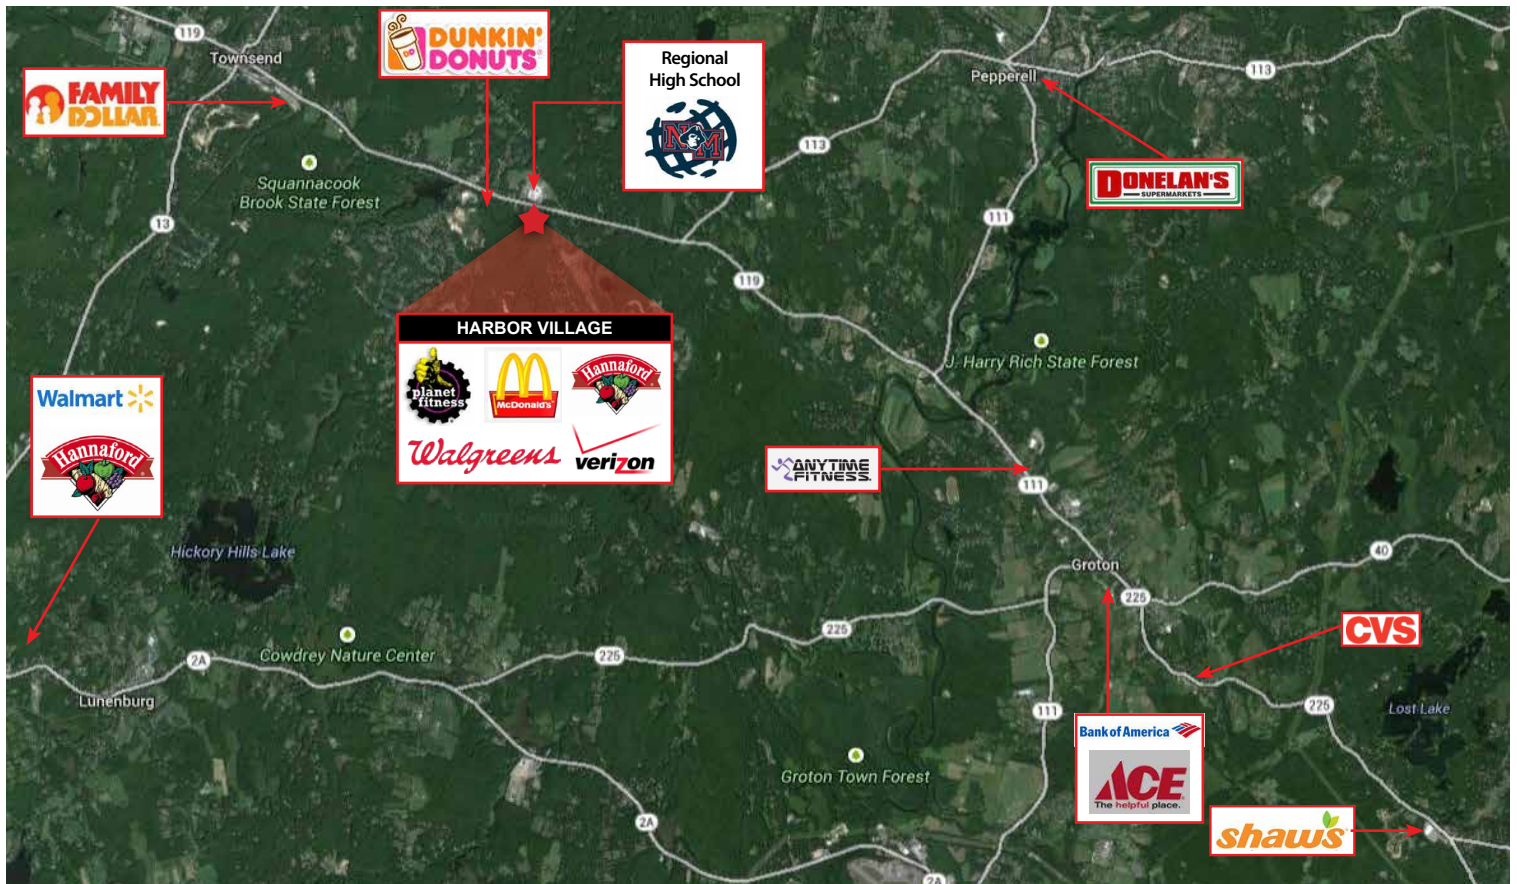 119
Townsend
FAMILY
DOLLAR
DUNKIN'
DONUTS
DD
Regional
High School
NM
Pepperell
113
113
DONELAN'S
SUPERMARKETS
Squannacook
Brook State Forest
13
111
119
HARBOR VILLAGE
planet
fitness
McDonald's
Hannaford
Walgreens
verizon
J. Harry Rich State Forest
Walmart
Hannaford
ANYTIME
FITNESS
111
Hickory Hills Lake
Groton
40
225
225
CVS
Cowdrey Nature Center
225
2A
Lunenburg
111
225
Lost Lake
Bank of America
ACE
The helpful place.
Groton Town Forest
shaw's
2A
2A